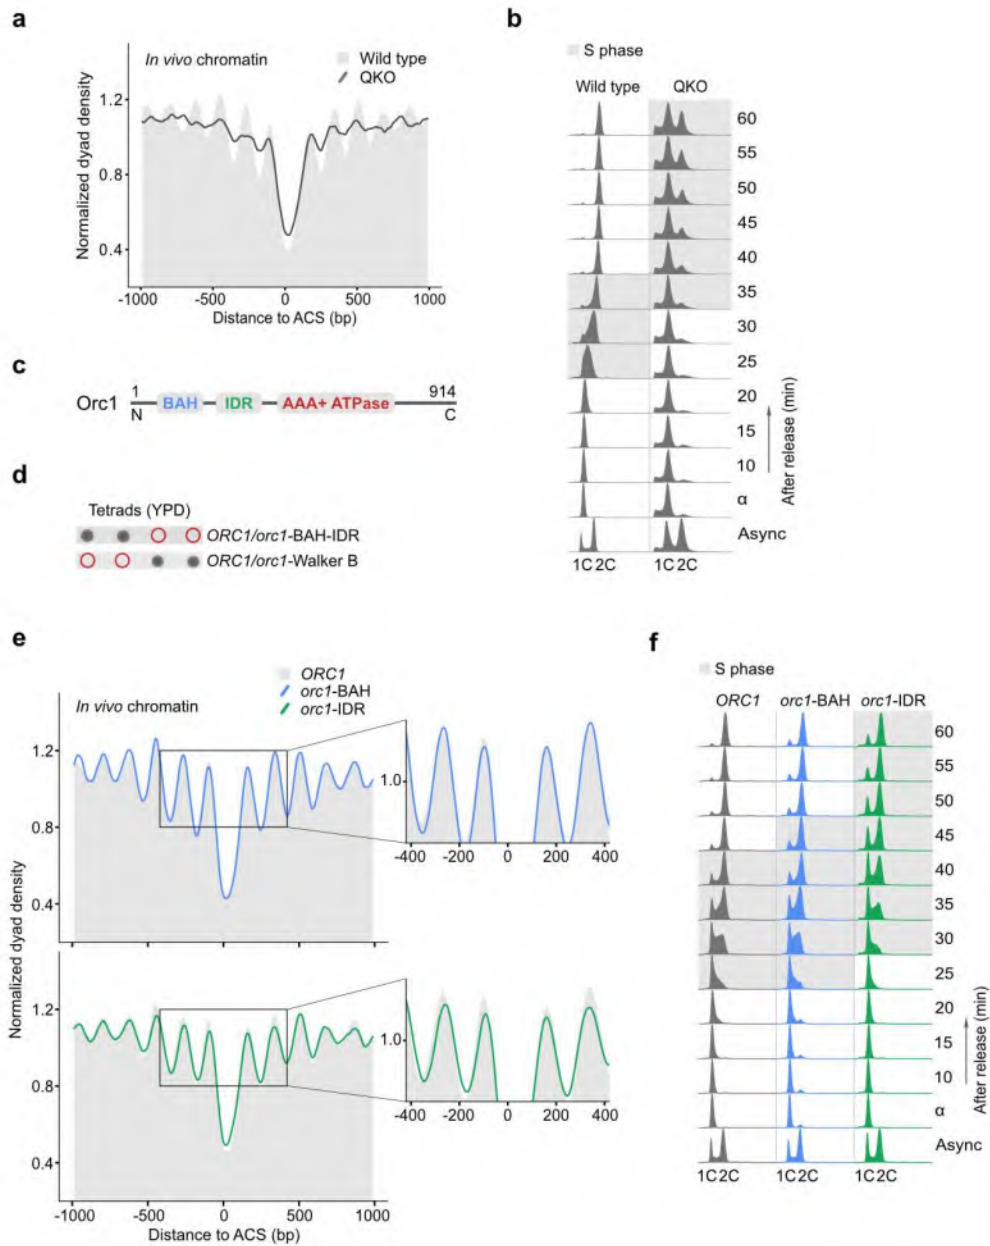 a
In vivo chromatin
Wild type
QKO
Normalized dyad density
1.2
0.8
0.4
-1000 -500 0 500 1000
Distance to ACS (bp)
b
S phase
Wild type QKO
60
55
50
45
40
35
30
25
20
15
10
α
Async
After release (min)
1C 2C 1C 2C
c
Orc1
1 914
BAH IDR AAA+ ATPase
N C
d
Tetrads (YPD)
ORC1/orc1-BAH-IDR
ORC1/orc1-Walker B
e
In vivo chromatin
ORC1
orc1-BAH
orc1-IDR
Normalized dyad density
1.2
0.8
0.4
1.0
-400 -200 0 200 400
1.2
0.8
0.4
1.0
-400 -200 0 200 400
-1000 -500 0 500 1000
Distance to ACS (bp)
f
S phase
ORC1 orc1-BAH orc1-IDR
60
55
50
45
40
35
30
25
20
15
10
α
Async
After release (min)
1C2C 1C2C 1C2C